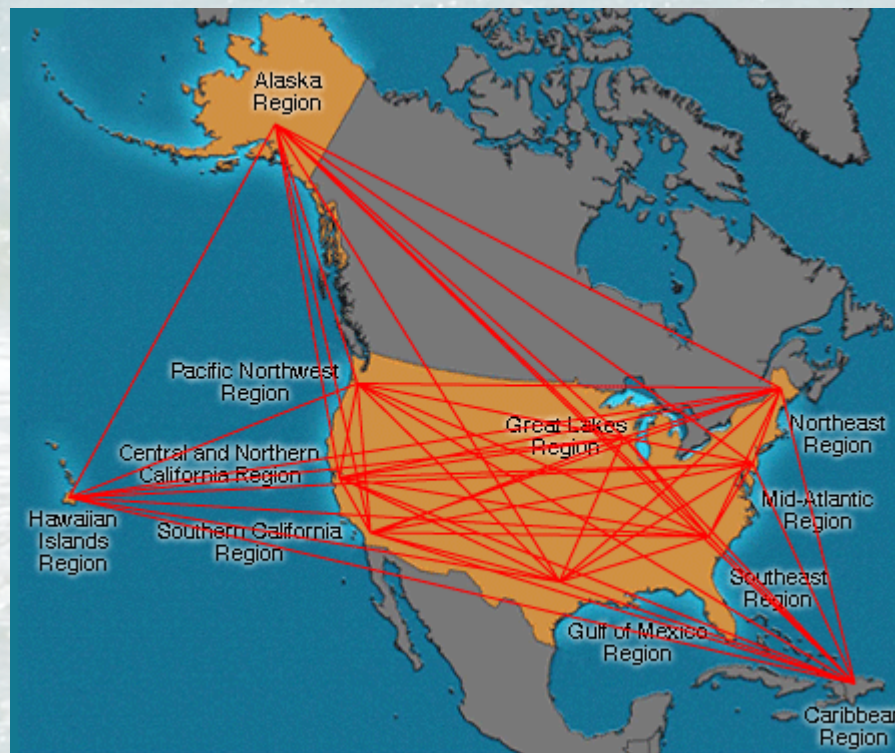 Alaska
Region
Pacific Northwest
Region
Great Lakes
Region
Northeast
Region
Central and Northern
California Region
Mid-Atlantic
Region
Hawaiian
Islands
Region
Southern California
Region
Southeast
Region
Gulf of Mexico
Region
Caribbean
Region